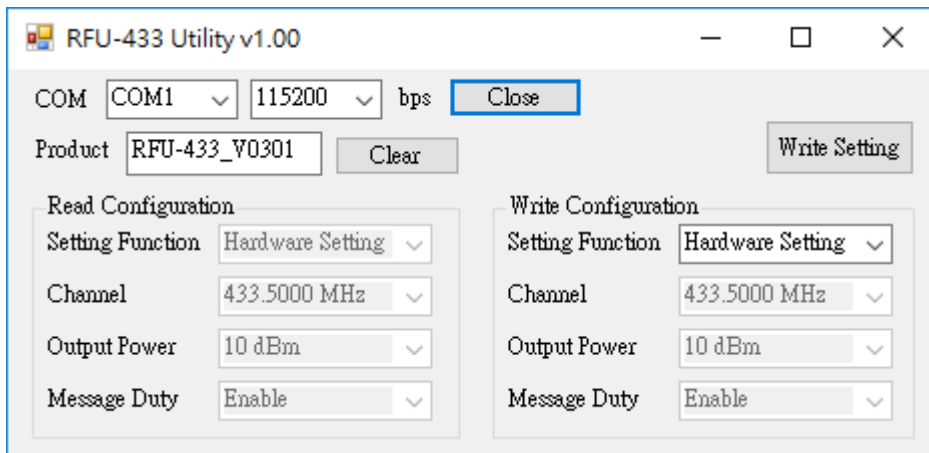 RFU-433 Utility v1.00
COM COM1 115200 bps Close
Product RFU-433_V0301 Clear Write Setting
Read Configuration
Setting Function Hardware Setting
Channel 433.5000 MHz
Output Power 10 dBm
Message Duty Enable
Write Configuration
Setting Function Hardware Setting
Channel 433.5000 MHz
Output Power 10 dBm
Message Duty Enable